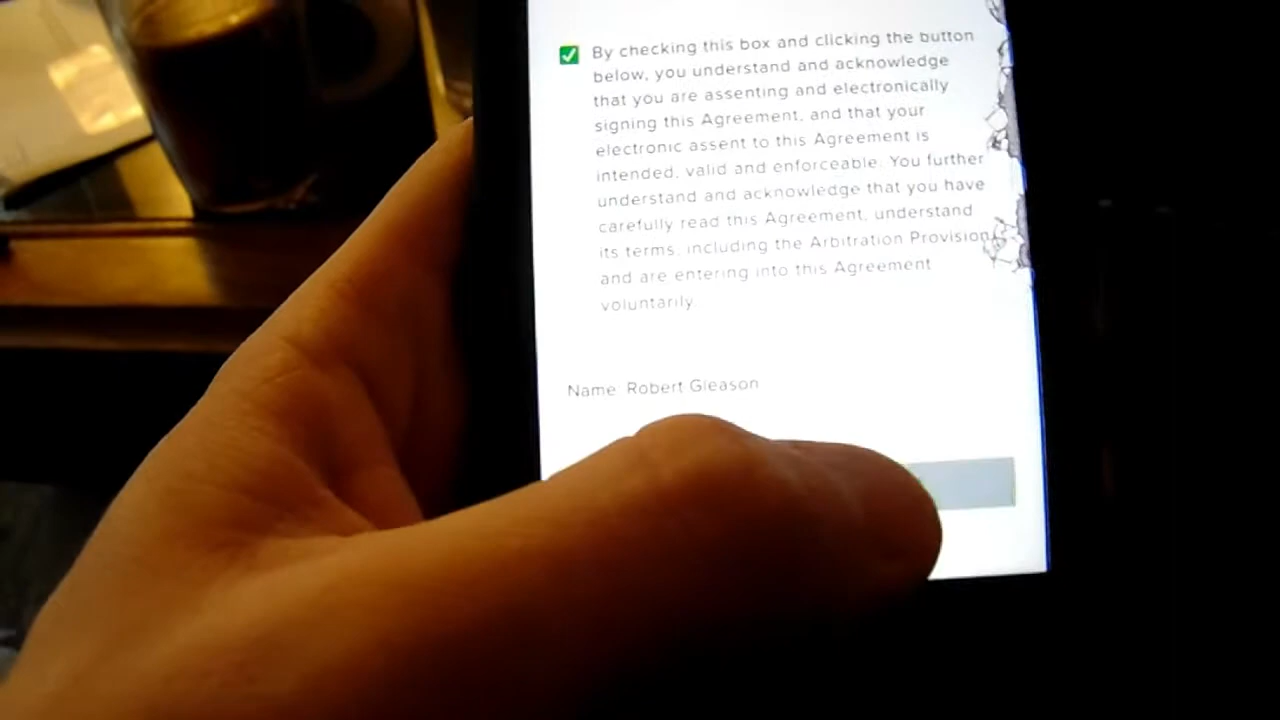 By checking this box and clicking the button
below, you understand and acknowledge
that you are assenting and electronically
signing this Agreement, and that your
electronic assent to this Agreement is
intended, valid and enforceable. You further
understand and acknowledge that you have
carefully read this Agreement, understand
its terms, including the Arbitration Provision,
and are entering into this Agreement
voluntarily.
Name: Robert Gleason